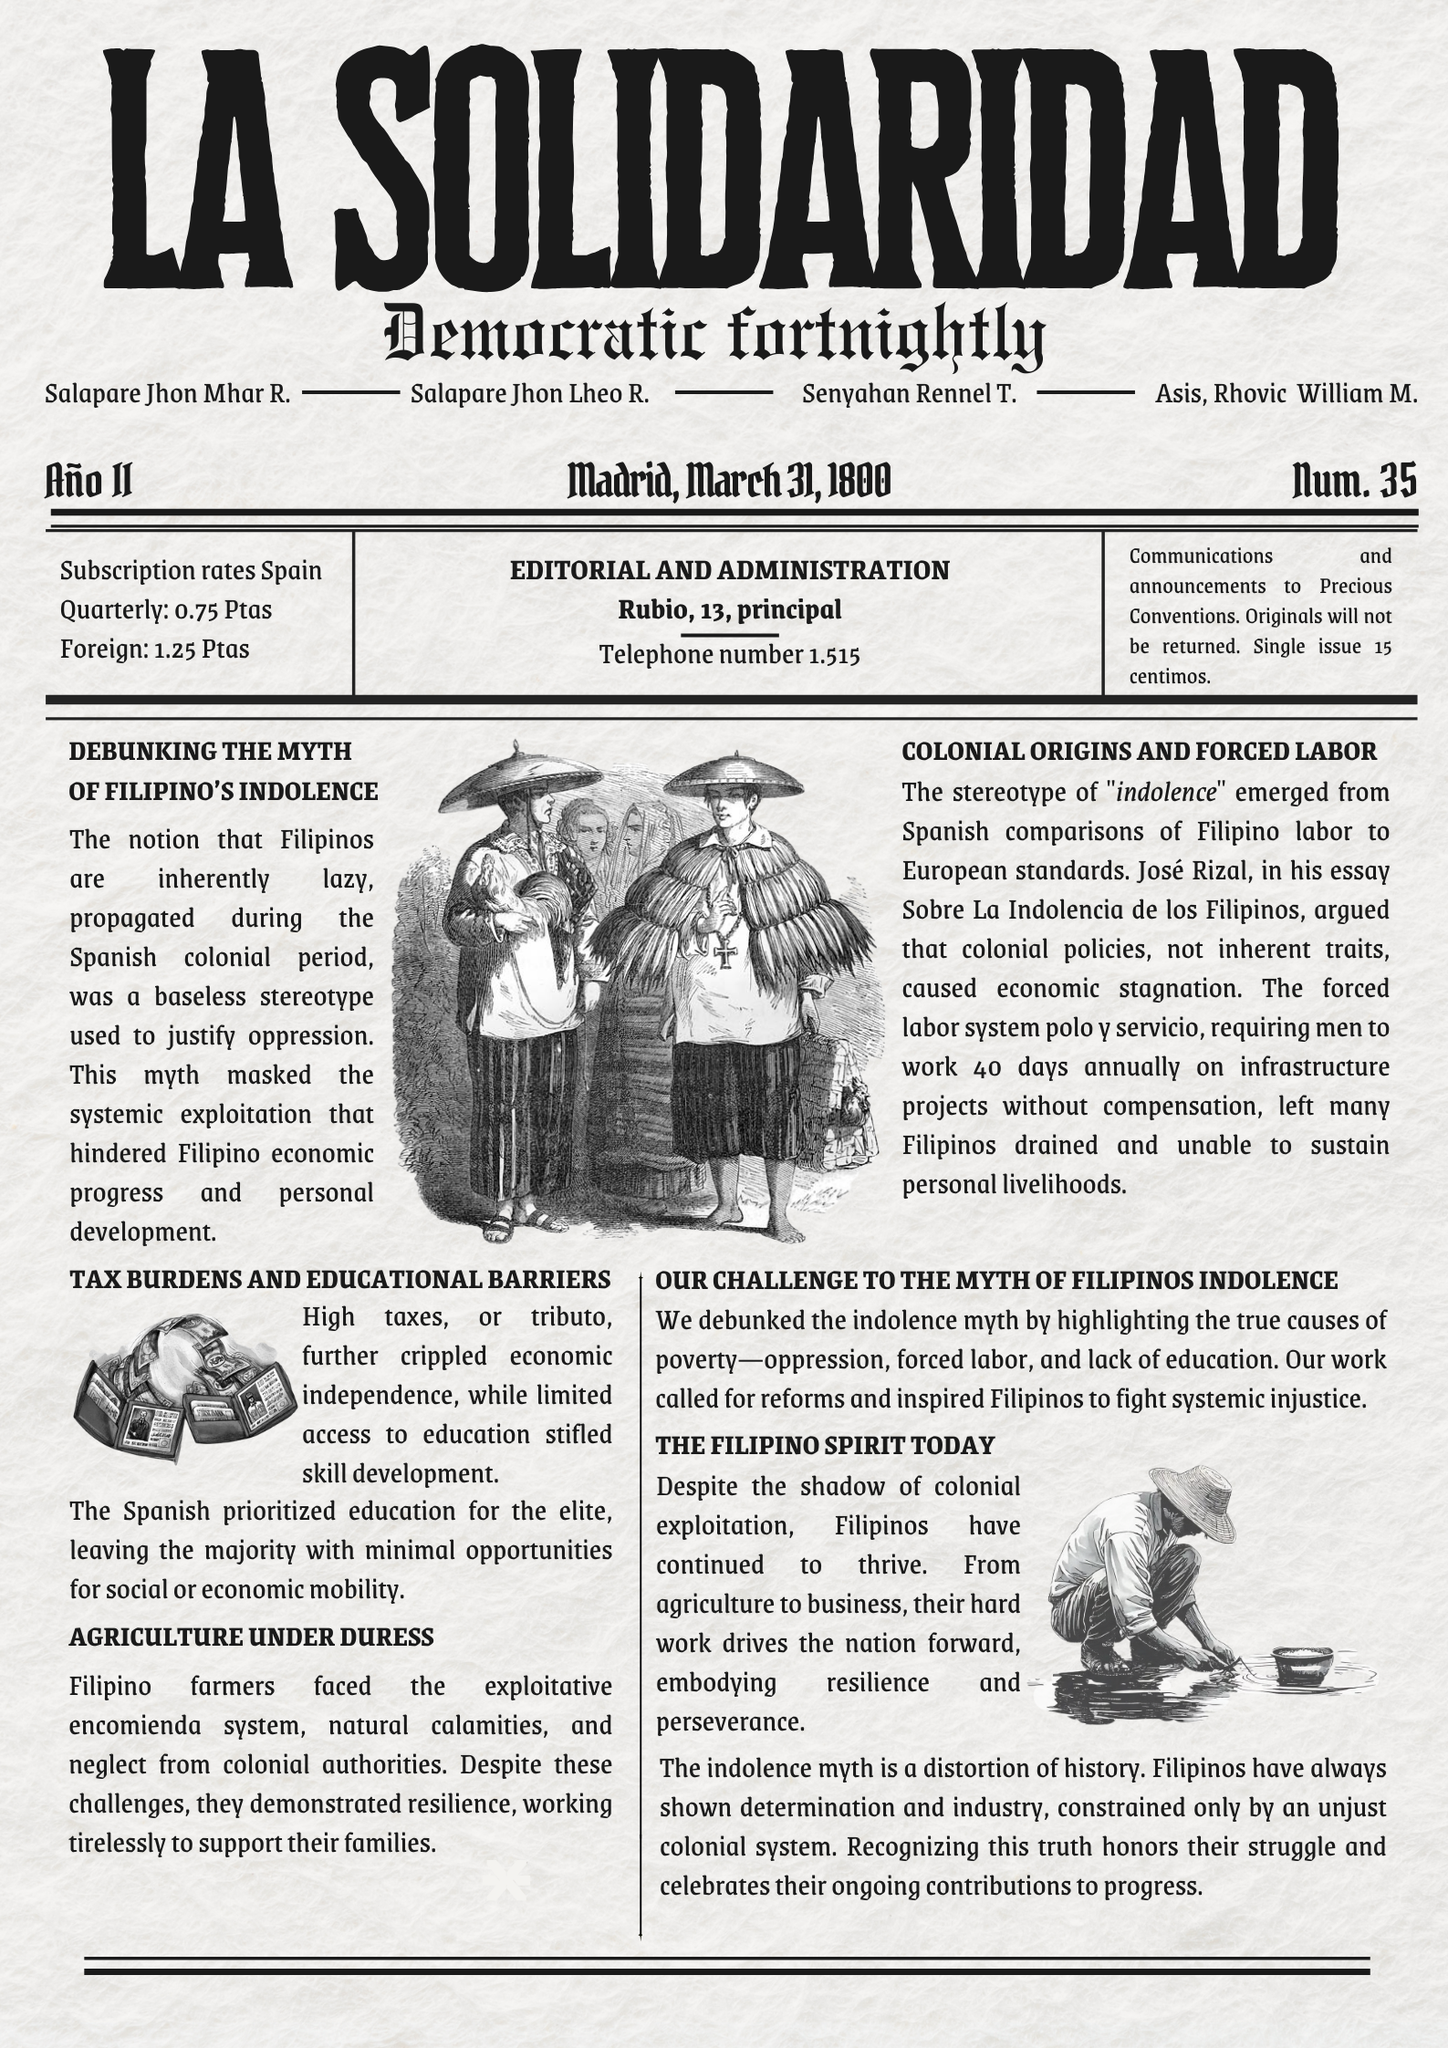 LA SOLIDARIDAD
Democratic fortnightly
Salapare Jhon Mhar R. — Salapare Jhon Lheo R. — Senyahan Rennel T. — Asis, Rhovic William M.
Año II Madrid, March 31, 1800 Num. 35
Subscription rates Spain
Quarterly: 0.75 Ptas
Foreign: 1.25 Ptas
EDITORIAL AND ADMINISTRATION
Rubio, 13, principal
Telephone number 1.515
Communications and
announcements to Precious
Conventions. Originals will not
be returned. Single issue 15
centimos.
DEBUNKING THE MYTH
OF FILIPINO'S INDOLENCE
The notion that Filipinos
are inherently lazy,
propagated during the
Spanish colonial period,
was a baseless stereotype
used to justify oppression.
This myth masked the
systemic exploitation that
hindered Filipino economic
progress and personal
development.
COLONIAL ORIGINS AND FORCED LABOR
The stereotype of "indolence" emerged from
Spanish comparisons of Filipino labor to
European standards. José Rizal, in his essay
Sobre La Indolencia de los Filipinos, argued
that colonial policies, not inherent traits,
caused economic stagnation. The forced
labor system polo y servicio, requiring men to
work 40 days annually on infrastructure
projects without compensation, left many
Filipinos drained and unable to sustain
personal livelihoods.
TAX BURDENS AND EDUCATIONAL BARRIERS
High taxes, or tributo,
further crippled economic
independence, while limited
access to education stifled
skill development.
The Spanish prioritized education for the elite,
leaving the majority with minimal opportunities
for social or economic mobility.
AGRICULTURE UNDER DURESS
Filipino farmers faced the exploitative
encomienda system, natural calamities, and
neglect from colonial authorities. Despite these
challenges, they demonstrated resilience, working
tirelessly to support their families.
OUR CHALLENGE TO THE MYTH OF FILIPINOS INDOLENCE
We debunked the indolence myth by highlighting the true causes of
poverty—oppression, forced labor, and lack of education. Our work
called for reforms and inspired Filipinos to fight systemic injustice.
THE FILIPINO SPIRIT TODAY
Despite the shadow of colonial
exploitation, Filipinos have
continued to thrive. From
agriculture to business, their hard
work drives the nation forward,
embodying resilience and
perseverance.
The indolence myth is a distortion of history. Filipinos have always
shown determination and industry, constrained only by an unjust
colonial system. Recognizing this truth honors their struggle and
celebrates their ongoing contributions to progress.